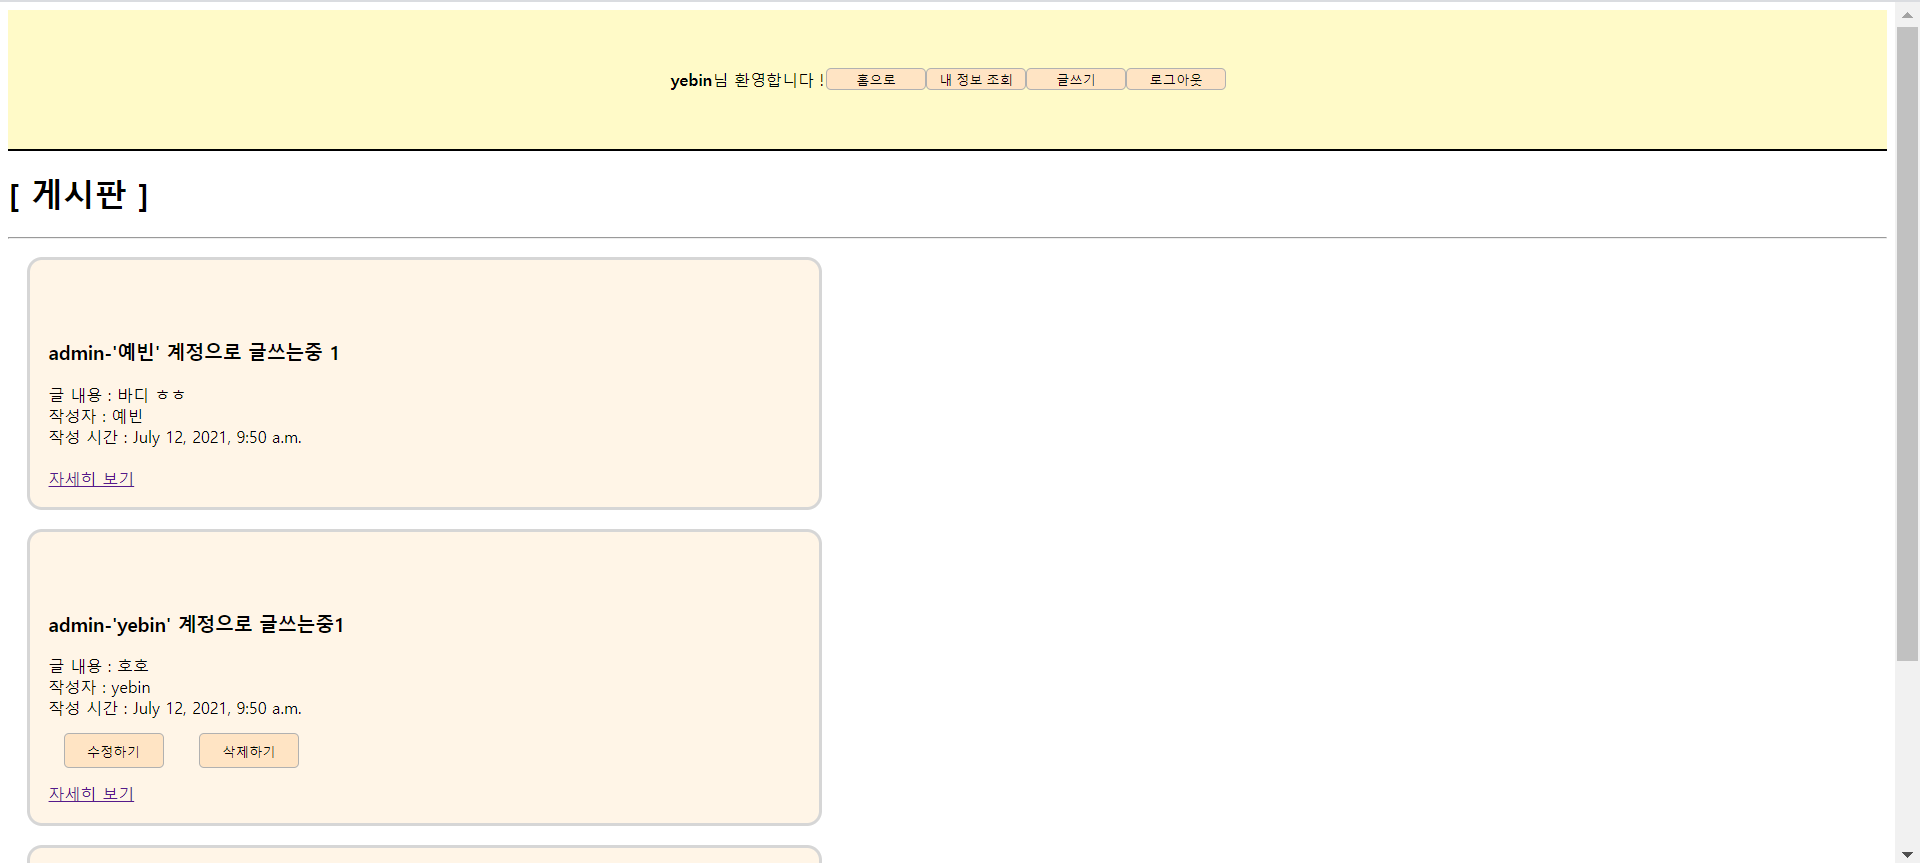 yebin님 환영합니다 ! 홈으로 내 정보 조회 글쓰기 로그아웃
[ 게시판 ]
admin-'예빈' 계정으로 글쓰는중 1
글 내용 : 바디 ㅎㅎ
작성자 : 예빈
작성 시간 : July 12, 2021, 9:50 a.m.
자세히 보기
admin-'yebin' 계정으로 글쓰는중1
글 내용 : 호호
작성자 : yebin
작성 시간 : July 12, 2021, 9:50 a.m.
수정하기 삭제하기
자세히 보기